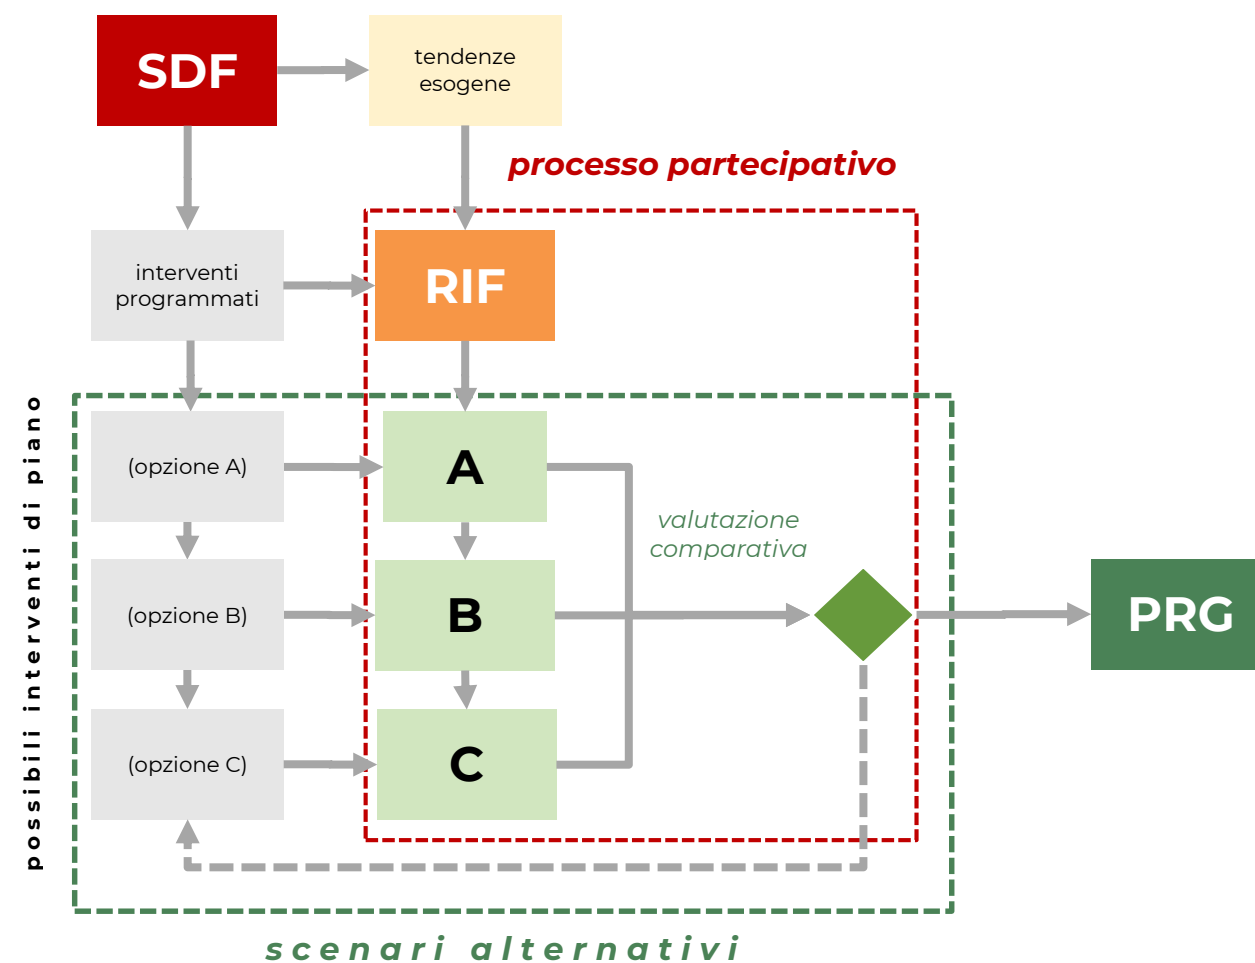 SDF
tendenze
esogene
processo partecipativo
interventi
programmati
RIF
possibili interventi di piano
(opzione A)
A
valutazione
comparativa
(opzione B)
B
PRG
(opzione C)
C
scenari alternativi